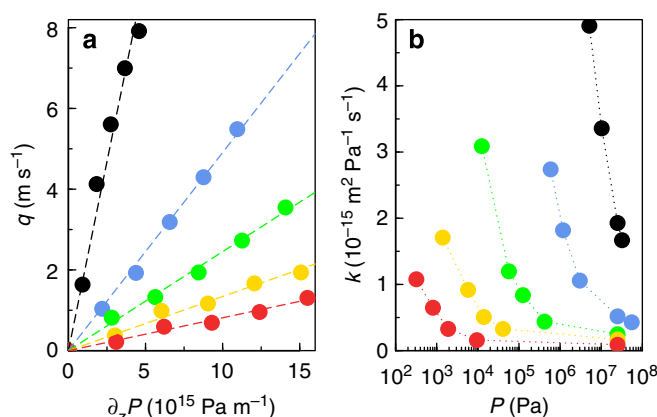 a
8
6
4
2
0
q (m s⁻¹)
0 5 10 15
∂zP (10¹⁵ Pa m⁻¹)
b
5
4
3
2
1
0
k (10⁻¹⁵ m² Pa⁻¹ s⁻¹)
10² 10³ 10⁴ 10⁵ 10⁶ 10⁷ 10⁸
P (Pa)